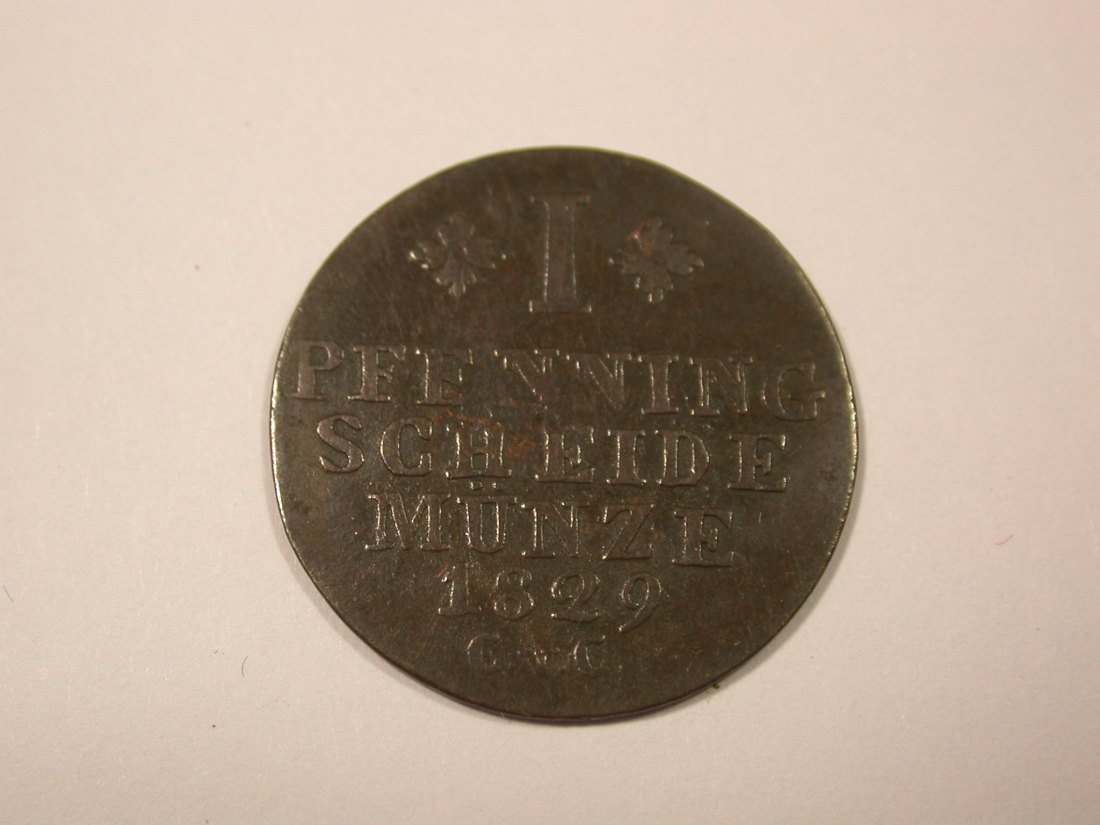 I
PFENNING
SCHEIDE
MÜNZE
1829
C.v.C.